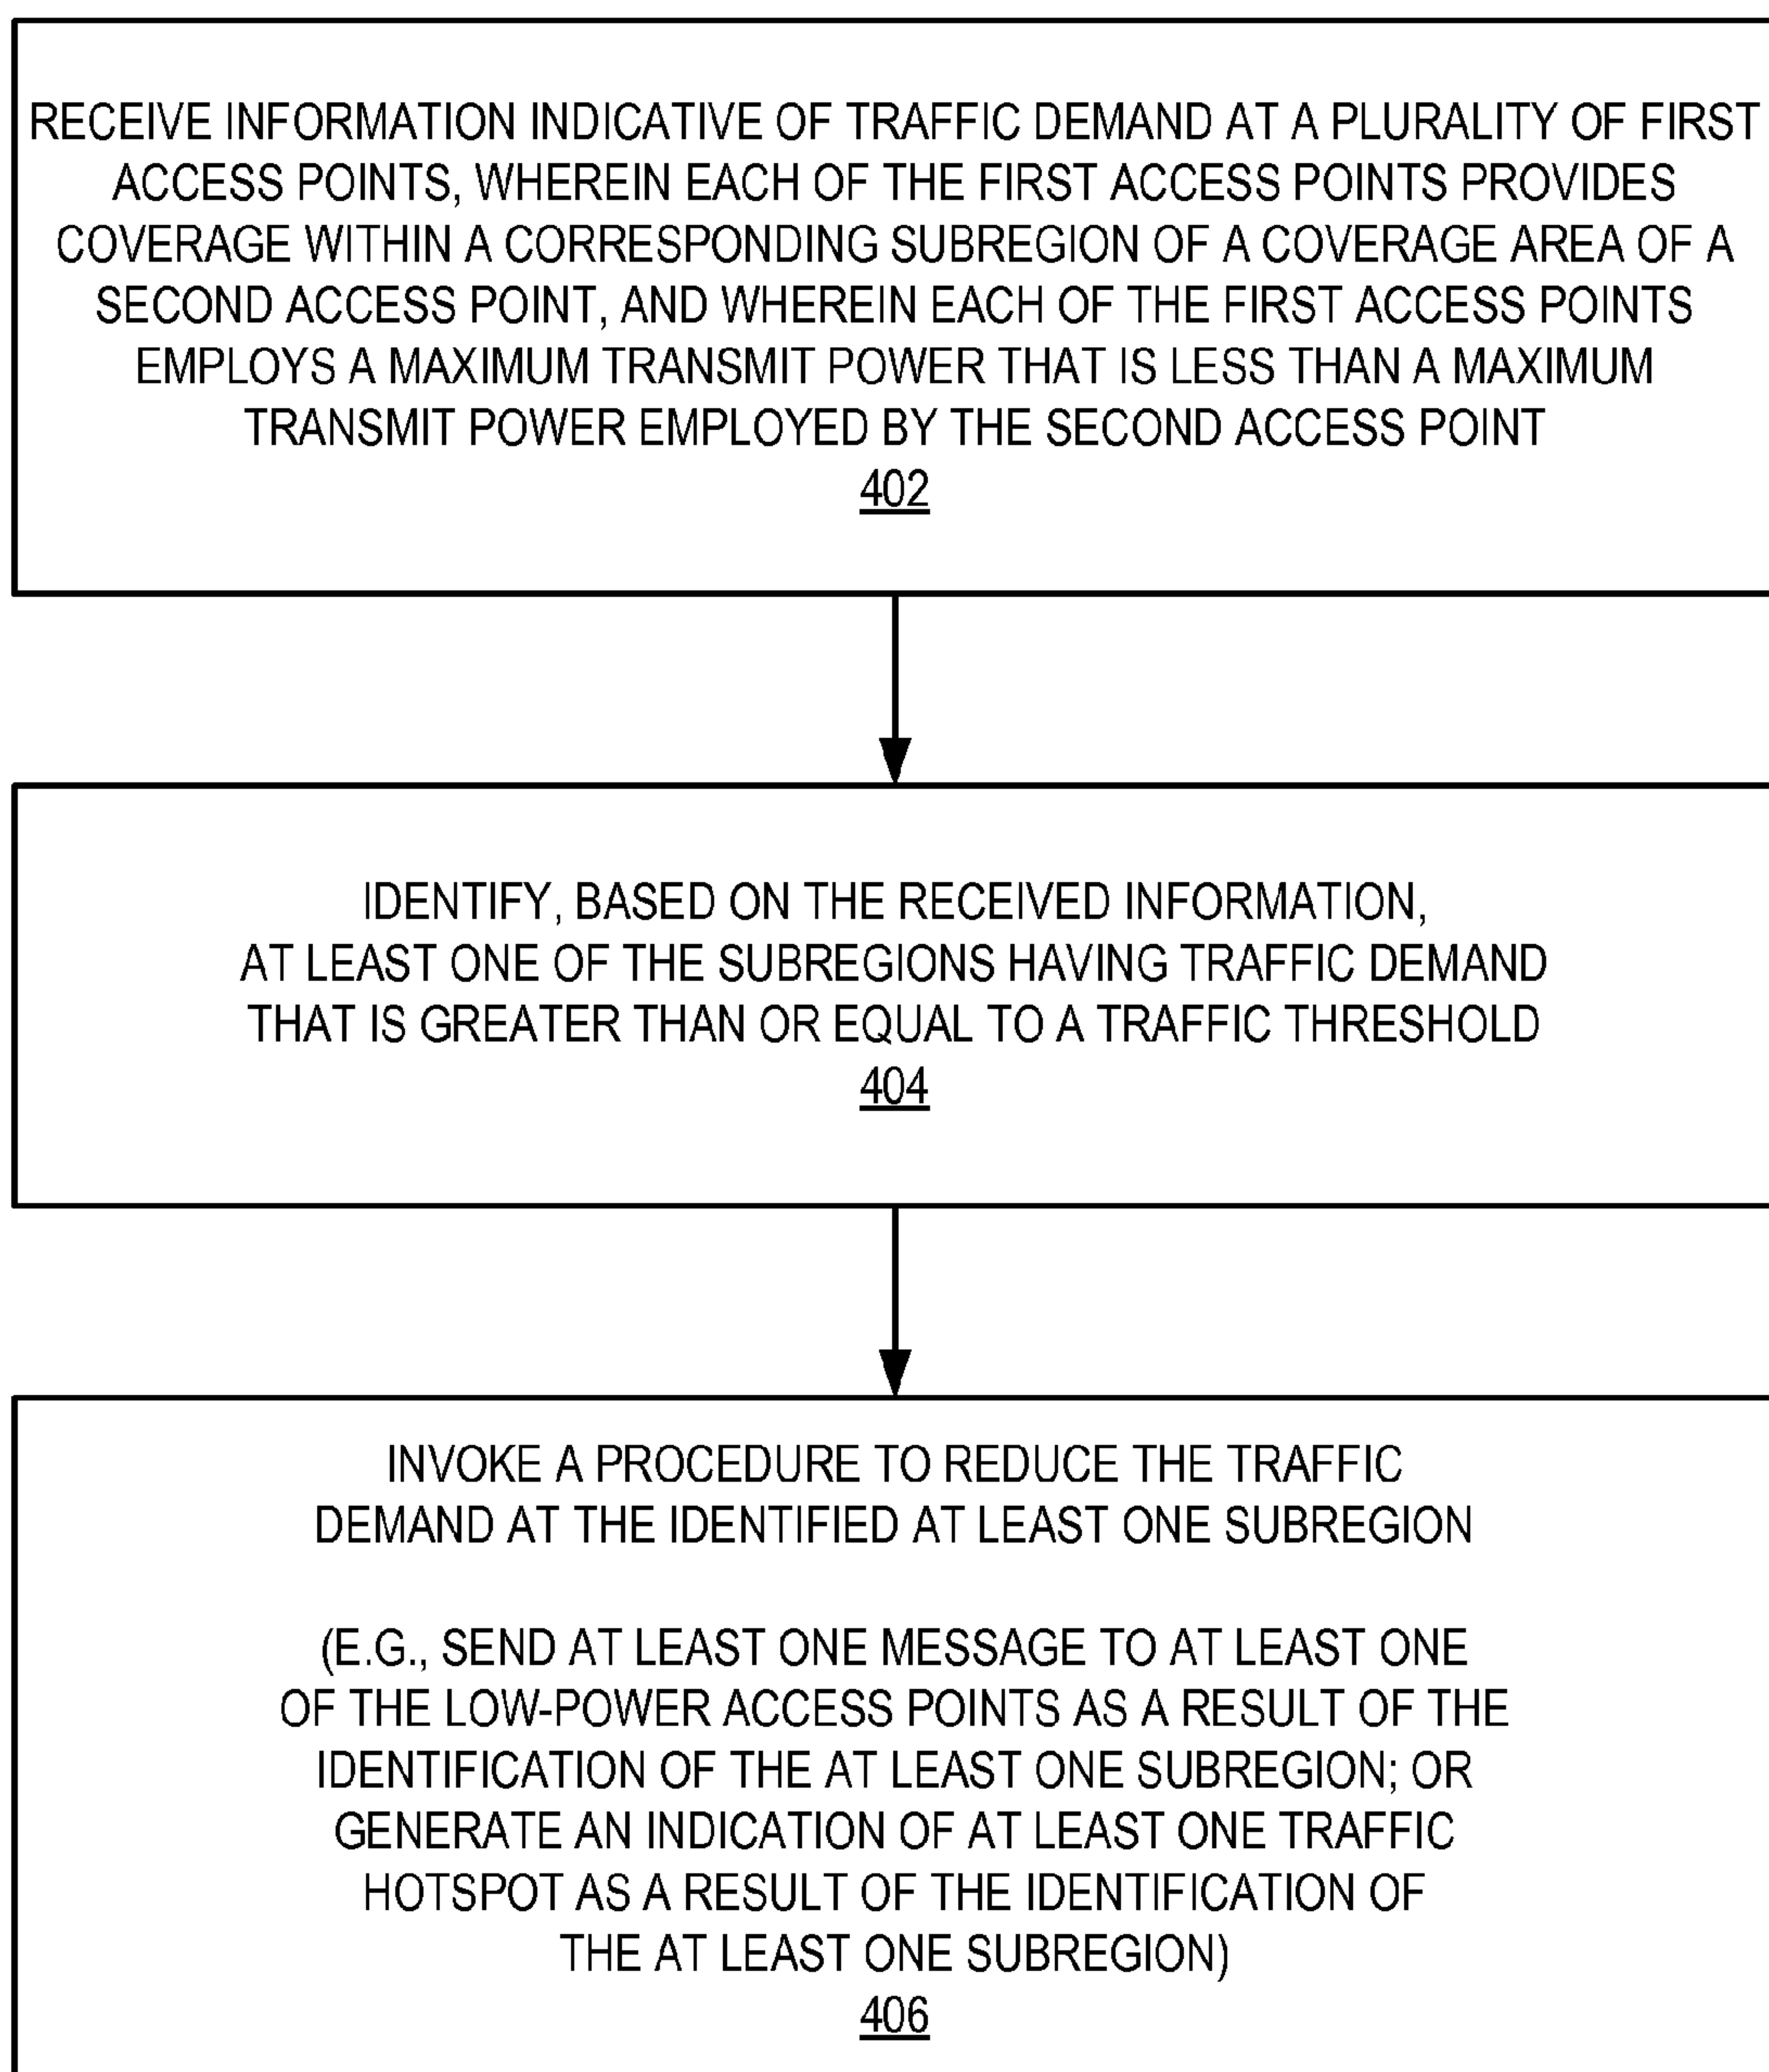 RECEIVE INFORMATION INDICATIVE OF TRAFFIC DEMAND AT A PLURALITY OF FIRST
ACCESS POINTS, WHEREIN EACH OF THE FIRST ACCESS POINTS PROVIDES
COVERAGE WITHIN A CORRESPONDING SUBREGION OF A COVERAGE AREA OF A
SECOND ACCESS POINT, AND WHEREIN EACH OF THE FIRST ACCESS POINTS
EMPLOYS A MAXIMUM TRANSMIT POWER THAT IS LESS THAN A MAXIMUM
TRANSMIT POWER EMPLOYED BY THE SECOND ACCESS POINT
402
IDENTIFY, BASED ON THE RECEIVED INFORMATION,
AT LEAST ONE OF THE SUBREGIONS HAVING TRAFFIC DEMAND
THAT IS GREATER THAN OR EQUAL TO A TRAFFIC THRESHOLD
404
INVOKE A PROCEDURE TO REDUCE THE TRAFFIC
DEMAND AT THE IDENTIFIED AT LEAST ONE SUBREGION
(E.G., SEND AT LEAST ONE MESSAGE TO AT LEAST ONE
OF THE LOW-POWER ACCESS POINTS AS A RESULT OF THE
IDENTIFICATION OF THE AT LEAST ONE SUBREGION; OR
GENERATE AN INDICATION OF AT LEAST ONE TRAFFIC
HOTSPOT AS A RESULT OF THE IDENTIFICATION OF
THE AT LEAST ONE SUBREGION)
406